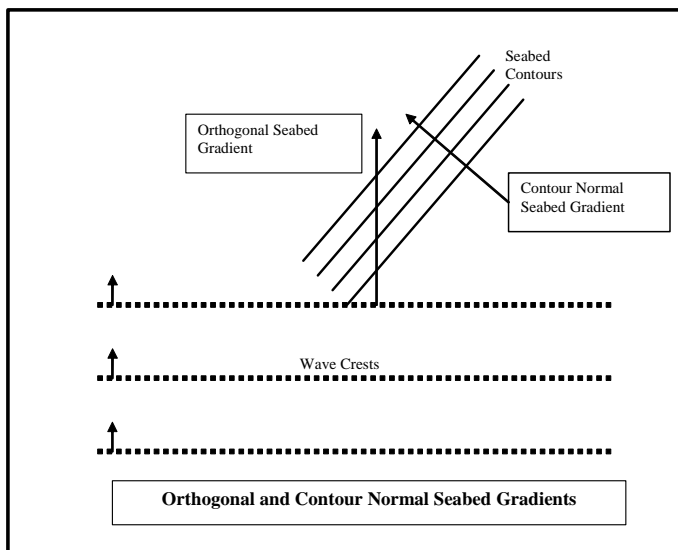 Seabed
Contours
Orthogonal Seabed
Gradient
Contour Normal
Seabed Gradient
Wave Crests
Orthogonal and Contour Normal Seabed Gradients